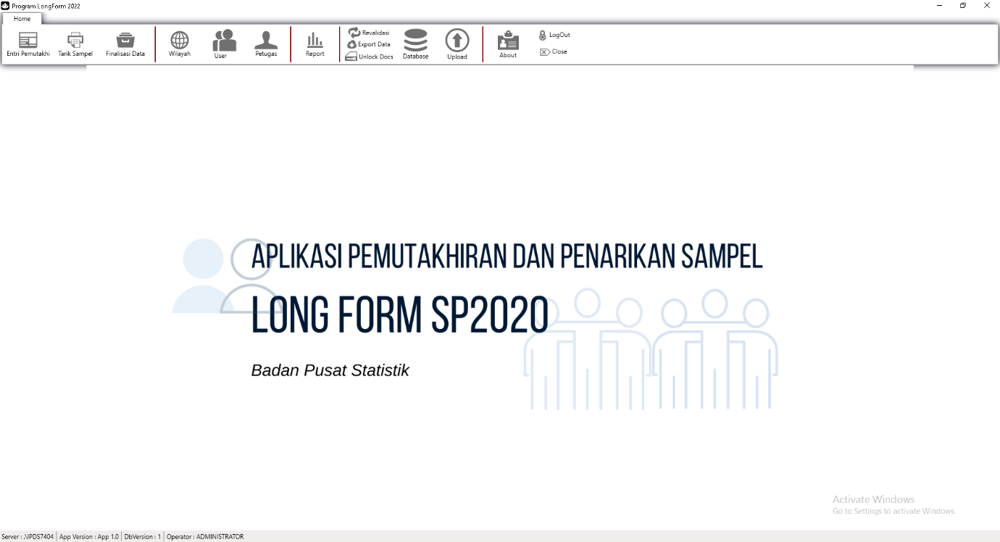 Program LongForm 2022
Home
Entri Pemutakhi
Tarik Sampel
Finalisasi Data
Wilayah
User
Petugas
Report
Revalidasi
Export Data
Unlock Docs
Database
Upload
About
LogOut
Close
APLIKASI PEMUTAKHIRAN DAN PENARIKAN SAMPEL
LONG FORM SP2020
Badan Pusat Statistik
Activate Windows
Go to Settings to activate Windows.
Server : .\IPDS7404 App Version : App 1.0 DbVersion : 1 Operator : ADMINISTRATOR